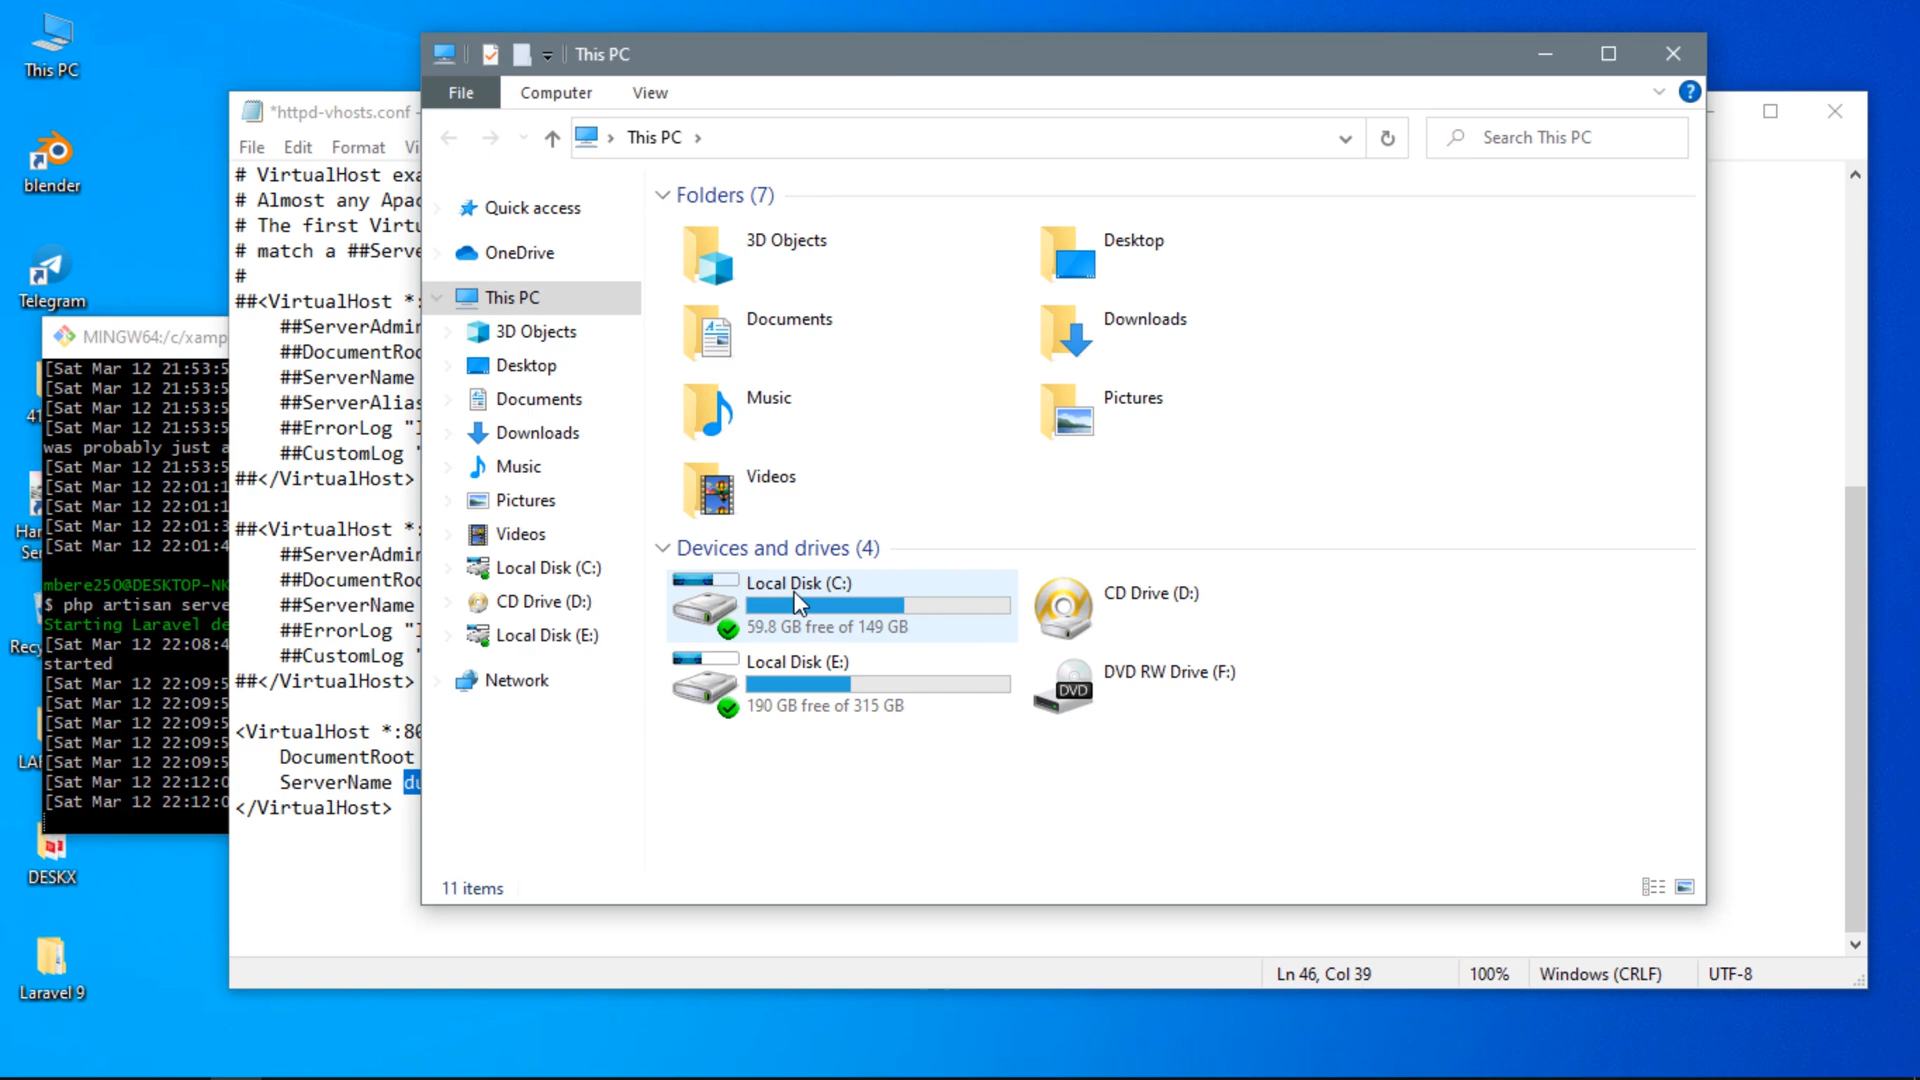 This PC
blender
Telegram
DESKX
Laravel 9
*httpd-vhosts.conf -
File Edit Format
# VirtualHost
# Almost any
# The first
# match a
#
##<VirtualHost *:
##ServerName
##</VirtualHost>
##<VirtualHost *:
##ServerName
##</VirtualHost>
<VirtualHost *:80
DocumentRoot
ServerName
</VirtualHost>
Ln 46, Col 39 100% Windows (CRLF) UTF-8
MINGW64:/c/xamp
[Sat Mar 12 21:53:5
[Sat Mar 12 21:53:5
[Sat Mar 12 21:53:5
[Sat Mar 12 21:53:5
was probably just a
[Sat Mar 12 21:53:5
[Sat Mar 12 22:01:1
[Sat Mar 12 22:01:1
[Sat Mar 12 22:01:3
[Sat Mar 12 22:01:4
mbere250@DESKTOP-NK
$ php artisan serve
Starting Laravel de
[Sat Mar 12 22:08:4
started
[Sat Mar 12 22:09:5
[Sat Mar 12 22:09:5
[Sat Mar 12 22:09:5
[Sat Mar 12 22:09:5
[Sat Mar 12 22:09:5
[Sat Mar 12 22:12:0
[Sat Mar 12 22:12:0
This PC
File Computer View
This PC
Search This PC
Quick access
OneDrive
This PC
3D Objects
Desktop
Documents
Downloads
Music
Pictures
Videos
Local Disk (C:)
CD Drive (D:)
Local Disk (E:)
Network
Folders (7)
3D Objects
Desktop
Documents
Downloads
Music
Pictures
Videos
Devices and drives (4)
Local Disk (C:)
59.8 GB free of 149 GB
CD Drive (D:)
Local Disk (E:)
190 GB free of 315 GB
DVD RW Drive (F:)
DVD
11 items